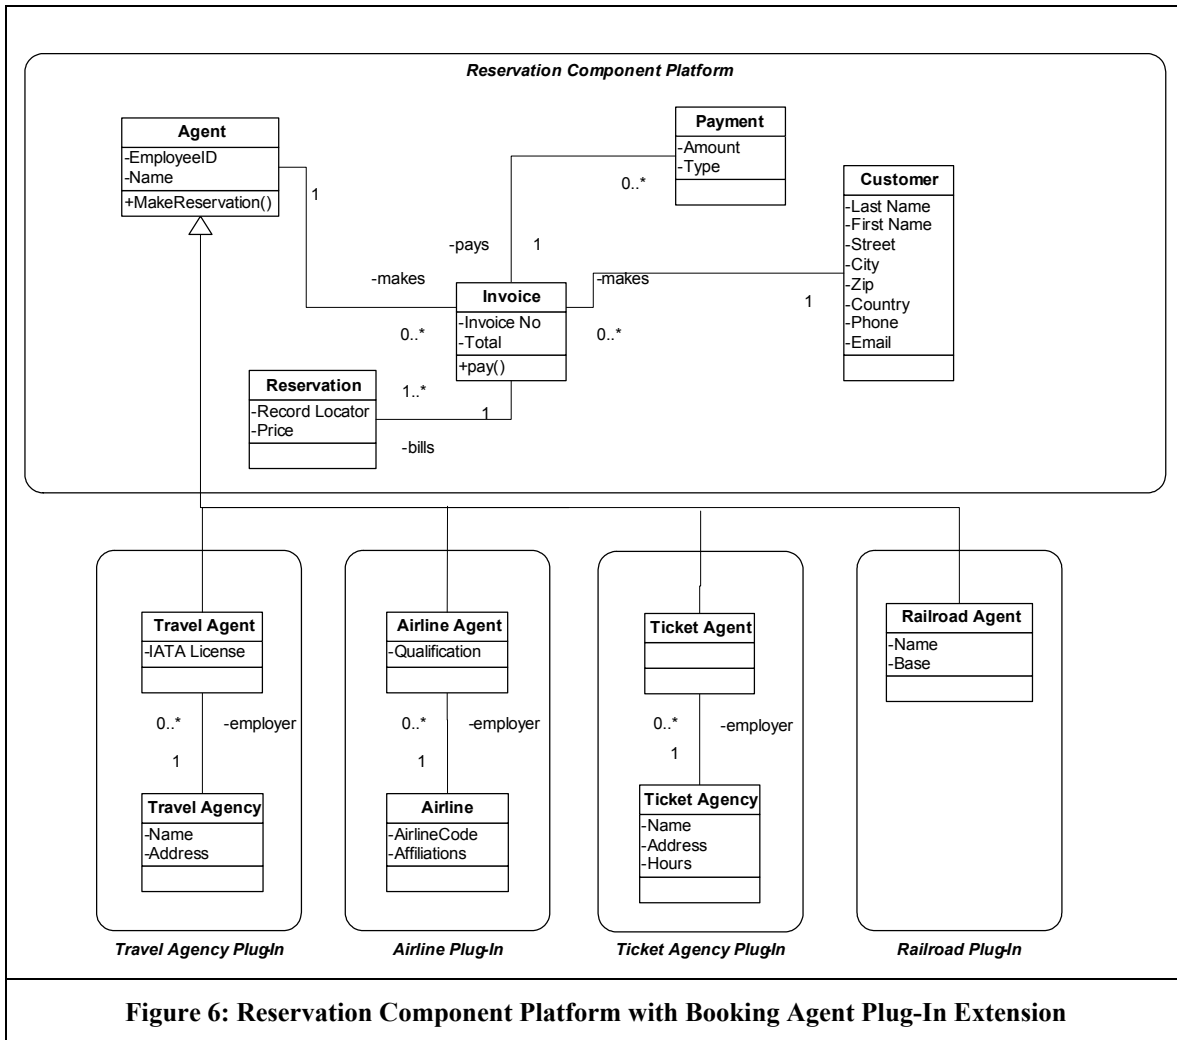 Reservation Component Platform
Agent
-EmployeeID
-Name
+MakeReservation()
1
-makes
0..*
Payment
-Amount
-Type
0..*
-pays
1
Customer
-Last Name
-First Name
-Street
-City
-Zip
-Country
-Phone
-Email
-makes
1
0..*
Invoice
-Invoice No
-Total
+pay()
Reservation
-Record Locator
-Price
1..*
1
-bills
Travel Agent
-IATA License
0..*
-employer
1
Travel Agency
-Name
-Address
Travel Agency Plug-In
Airline Agent
-Qualification
0..*
-employer
1
Airline
-AirlineCode
-Affiliations
Airline Plug-In
Ticket Agent
0..*
-employer
1
Ticket Agency
-Name
-Address
-Hours
Ticket Agency Plug-In
Railroad Agent
-Name
-Base
Railroad Plug-In
Figure 6: Reservation Component Platform with Booking Agent Plug-In Extension